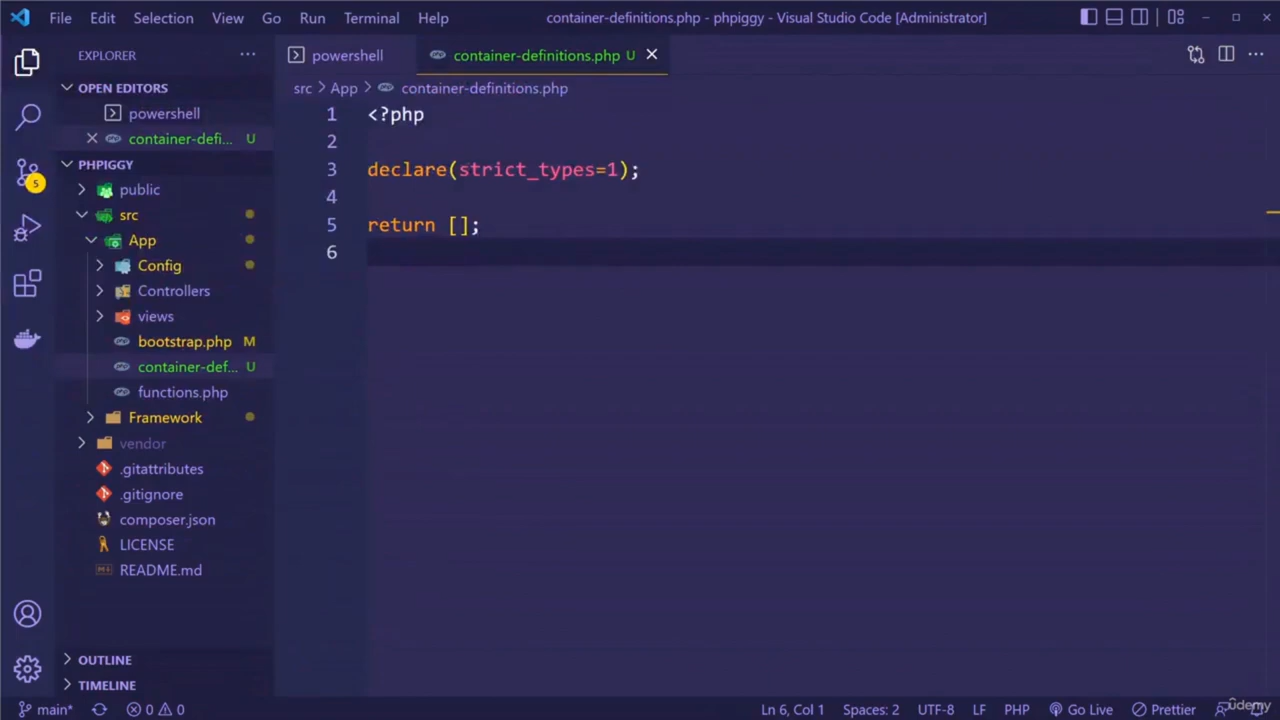 File Edit Selection View Go Run Terminal Help container-definitions.php - phpiggy - Visual Studio Code [Administrator]
EXPLORER
OPEN EDITORS
powershell
container-defi... U
PHPIGGY
public
src
App
Config
Controllers
views
bootstrap.php M
container-def... U
functions.php
Framework
vendor
.gitattributes
.gitignore
composer.json
LICENSE
README.md
OUTLINE
TIMELINE
5
powershell container-definitions.php U
src > App > container-definitions.php
1 <?php
2
3 declare(strict_types=1);
4
5 return [];
6
main* 0 0 Ln 6, Col 1 Spaces: 2 UTF-8 LF PHP Go Live Prettier
udemy